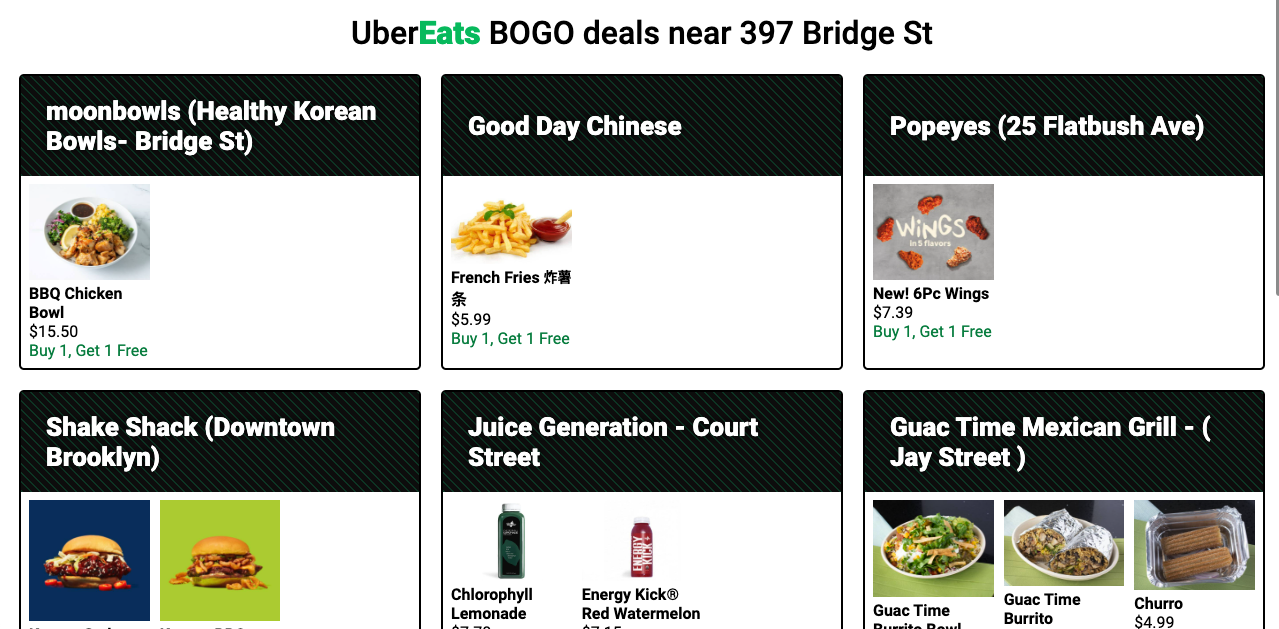 UberEats BOGO deals near 397 Bridge St
moonbowls (Healthy Korean
Bowls- Bridge St)
BBQ Chicken
Bowl
$15.50
Buy 1, Get 1 Free
Good Day Chinese
French Fries 炸薯
条
$5.99
Buy 1, Get 1 Free
Popeyes (25 Flatbush Ave)
WiNGS
in 5 flavors
New! 6Pc Wings
$7.39
Buy 1, Get 1 Free
Shake Shack (Downtown
Brooklyn)
Juice Generation - Court
Street
Chlorophyll
Lemonade
ENERGY
KICK
Energy Kick®
Red Watermelon
Guac Time Mexican Grill - (
Jay Street )
Guac Time
Burrito Bowl
Guac Time
Burrito
Churro
$4.99